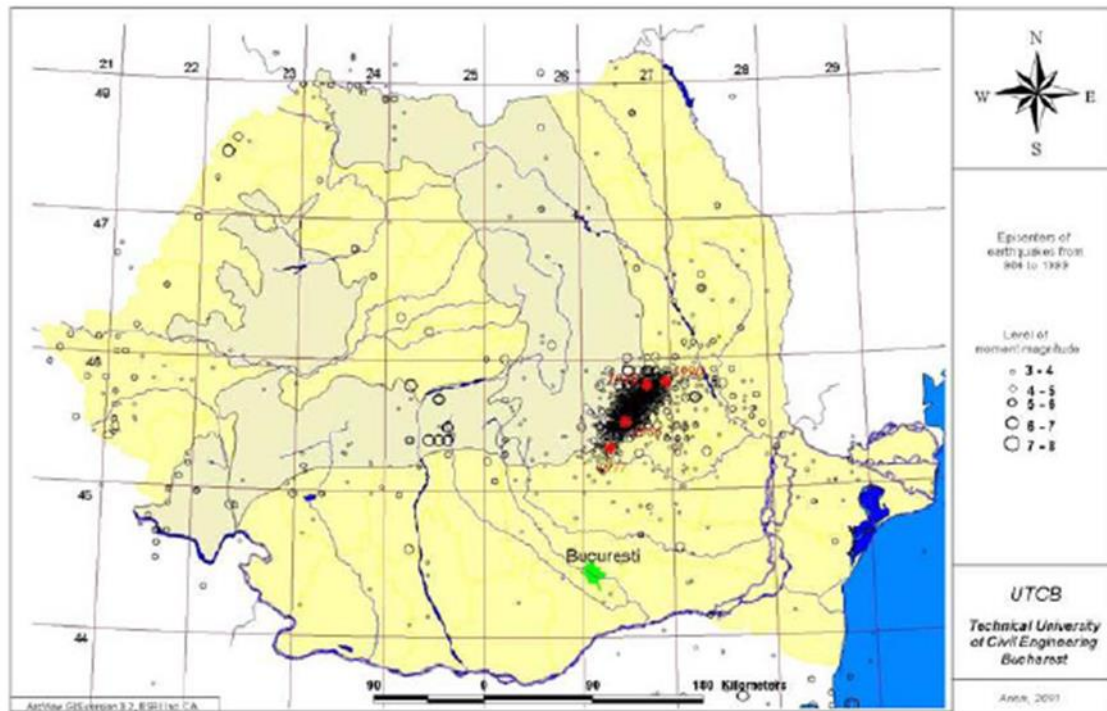 21 22 23 24 25 26 27 28 29
N
W E
S
47
46
45
44
Bucuresti
90 0 90 180 Kilometers
Epicenters of
earthquakes from
Level of
moment magnitude
3 - 4
4 - 5
5 - 6
6 - 7
7 - 8
UTCB
Technical University
of Civil Engineering
Bucharest